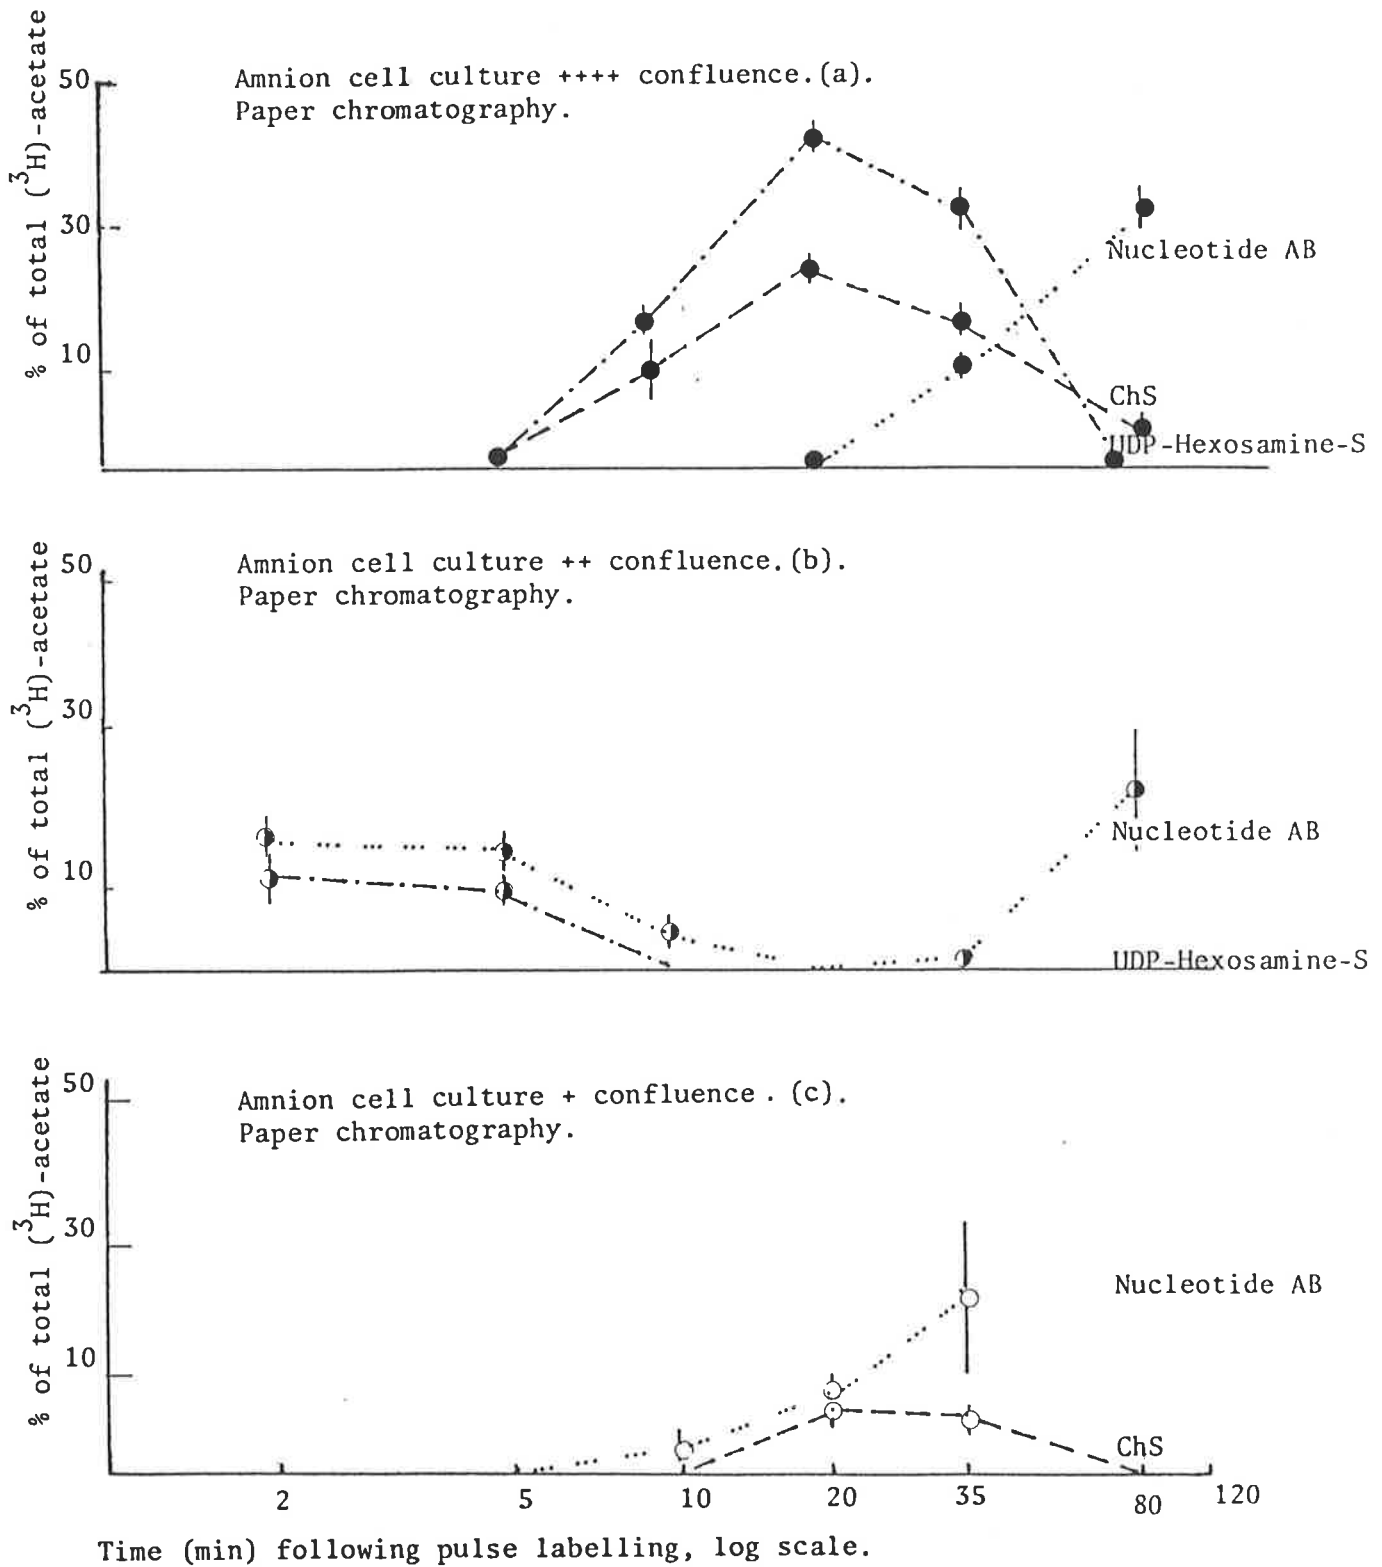 50
Amnion cell culture ++++ confluence.(a).
Paper chromatography.
% of total (³H)-acetate
30
Nucleotide AB
10
ChS
UDP-Hexosamine-S
50
Amnion cell culture ++ confluence.(b).
Paper chromatography.
% of total (³H)-acetate
30
Nucleotide AB
10
UDP-Hexosamine-S
50
Amnion cell culture + confluence. (c).
Paper chromatography.
% of total (³H)-acetate
30
Nucleotide AB
10
ChS
2 5 10 20 35 80 120
Time (min) following pulse labelling, log scale.